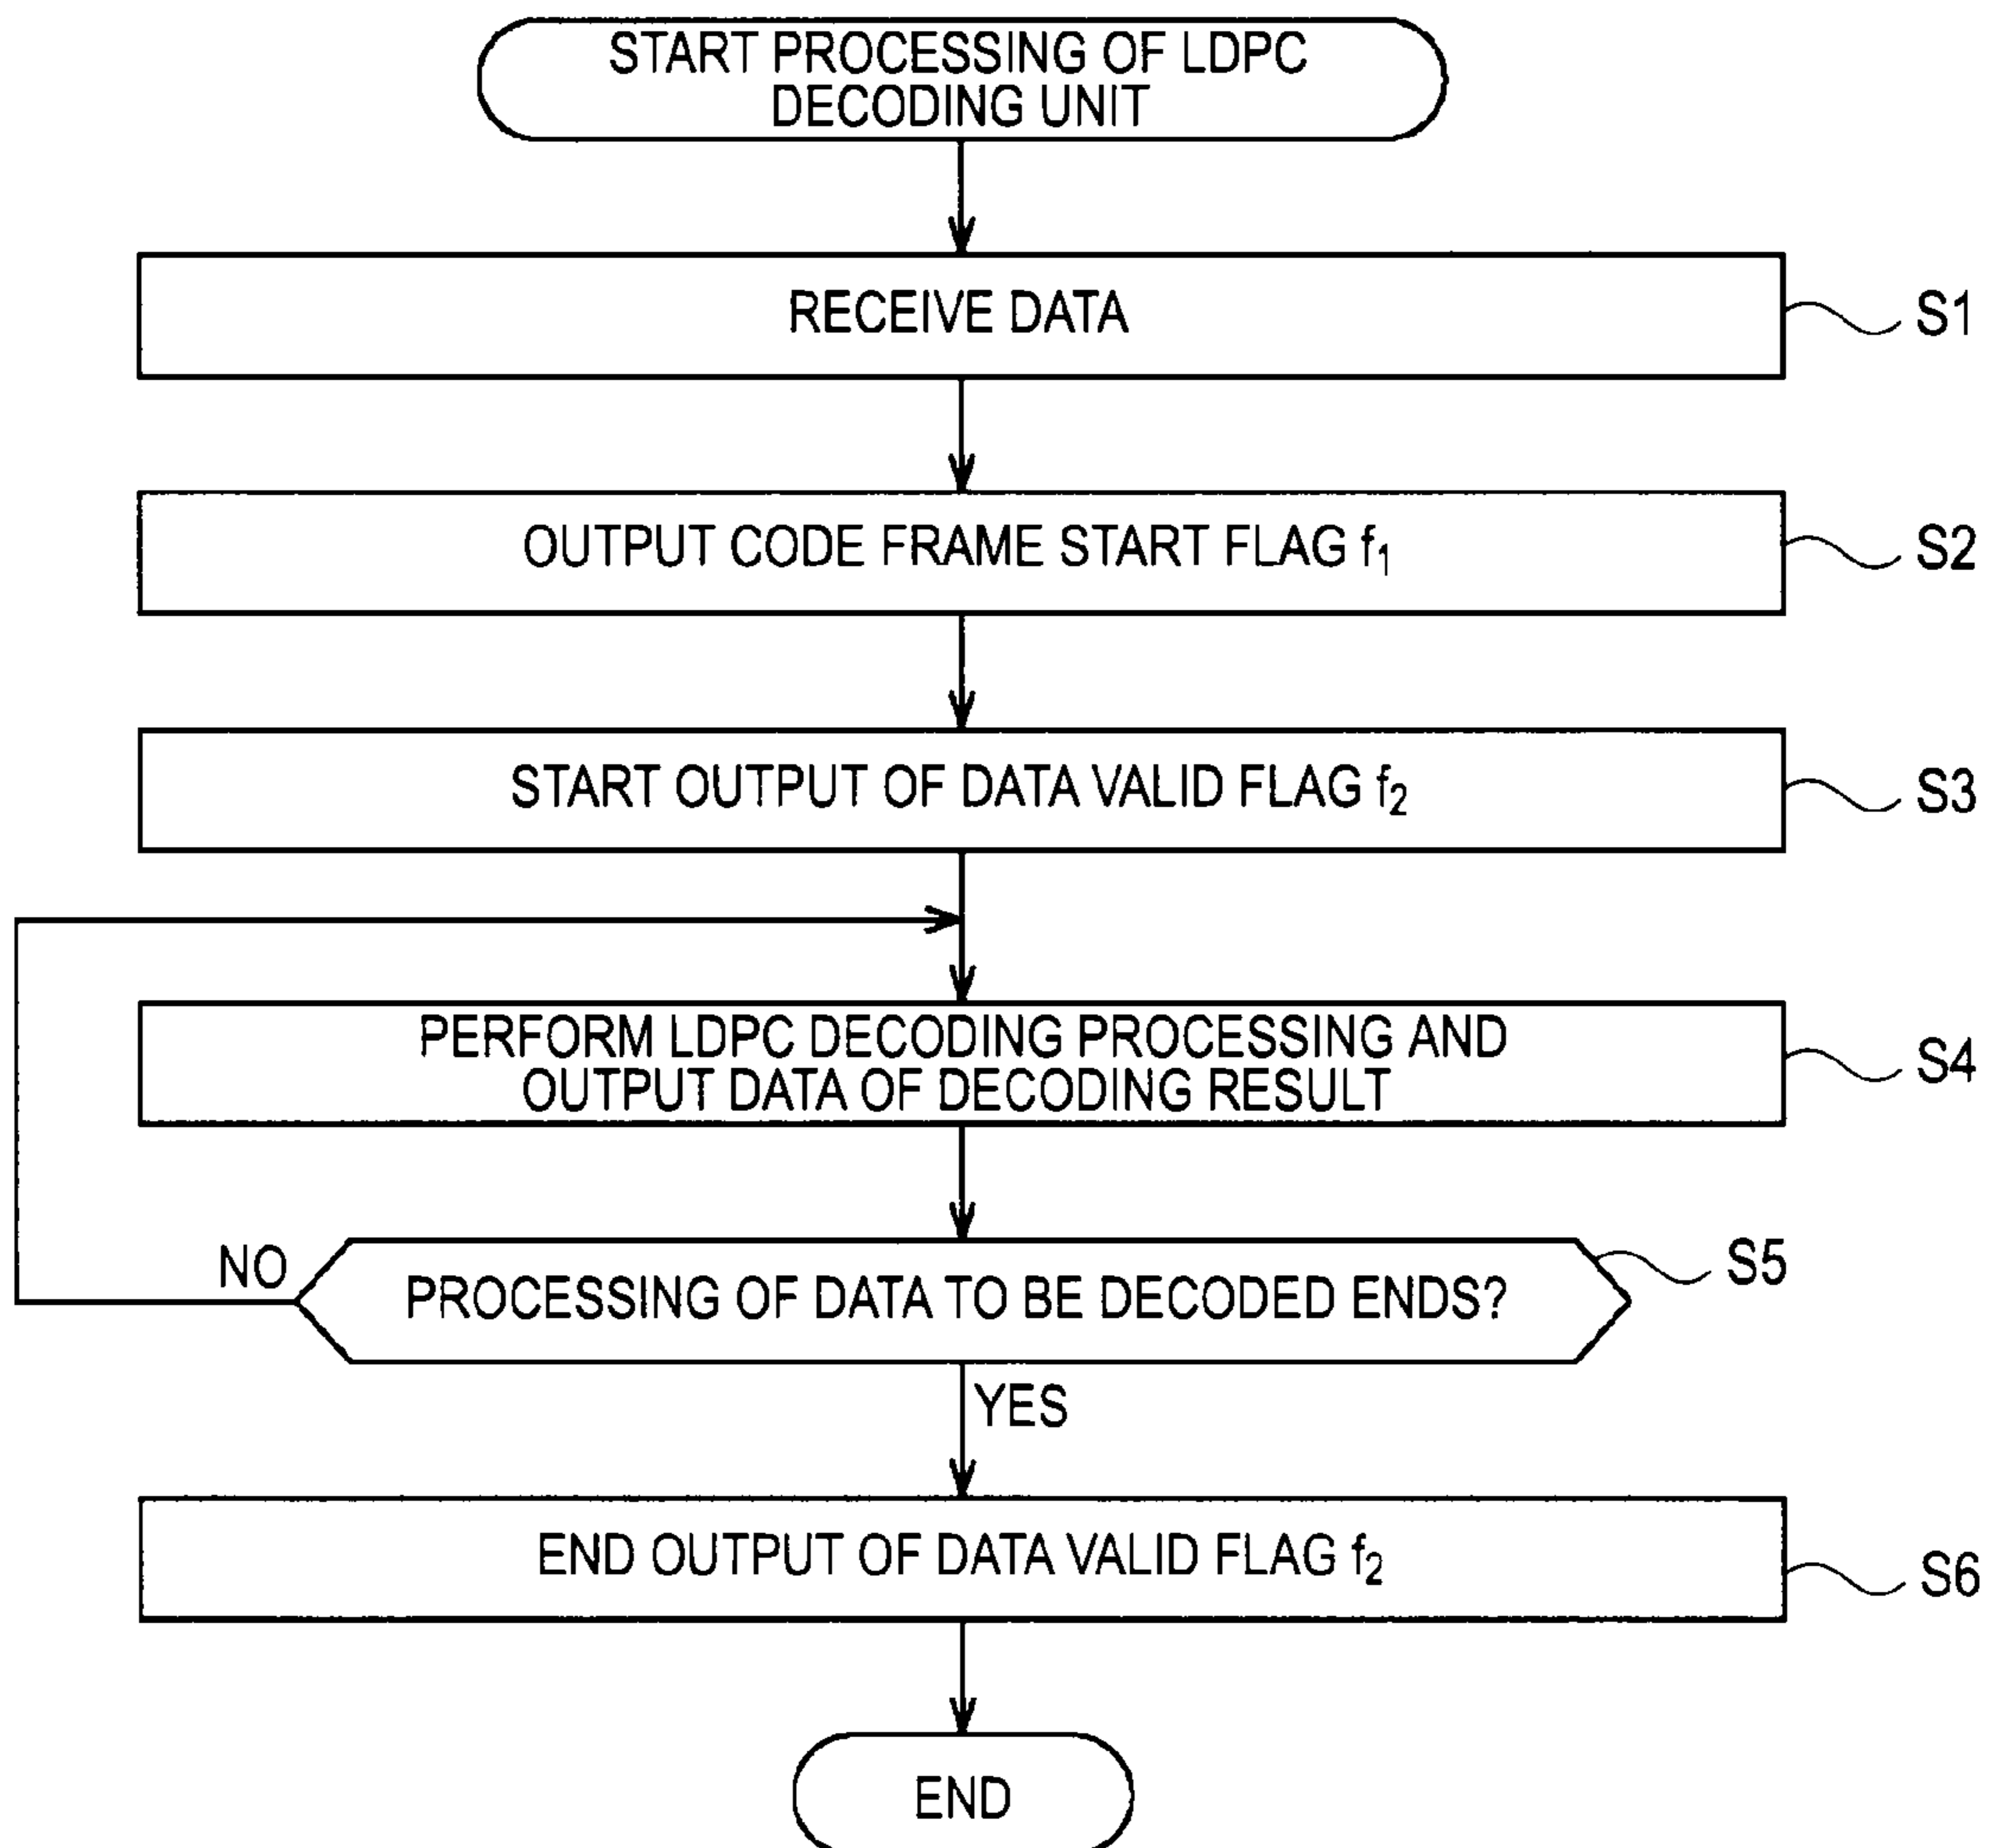 START PROCESSING OF LDPC
DECODING UNIT
RECEIVE DATA
S1
OUTPUT CODE FRAME START FLAG f₁
S2
START OUTPUT OF DATA VALID FLAG f₂
S3
PERFORM LDPC DECODING PROCESSING AND
OUTPUT DATA OF DECODING RESULT
S4
NO
PROCESSING OF DATA TO BE DECODED ENDS?
S5
YES
END OUTPUT OF DATA VALID FLAG f₂
S6
END